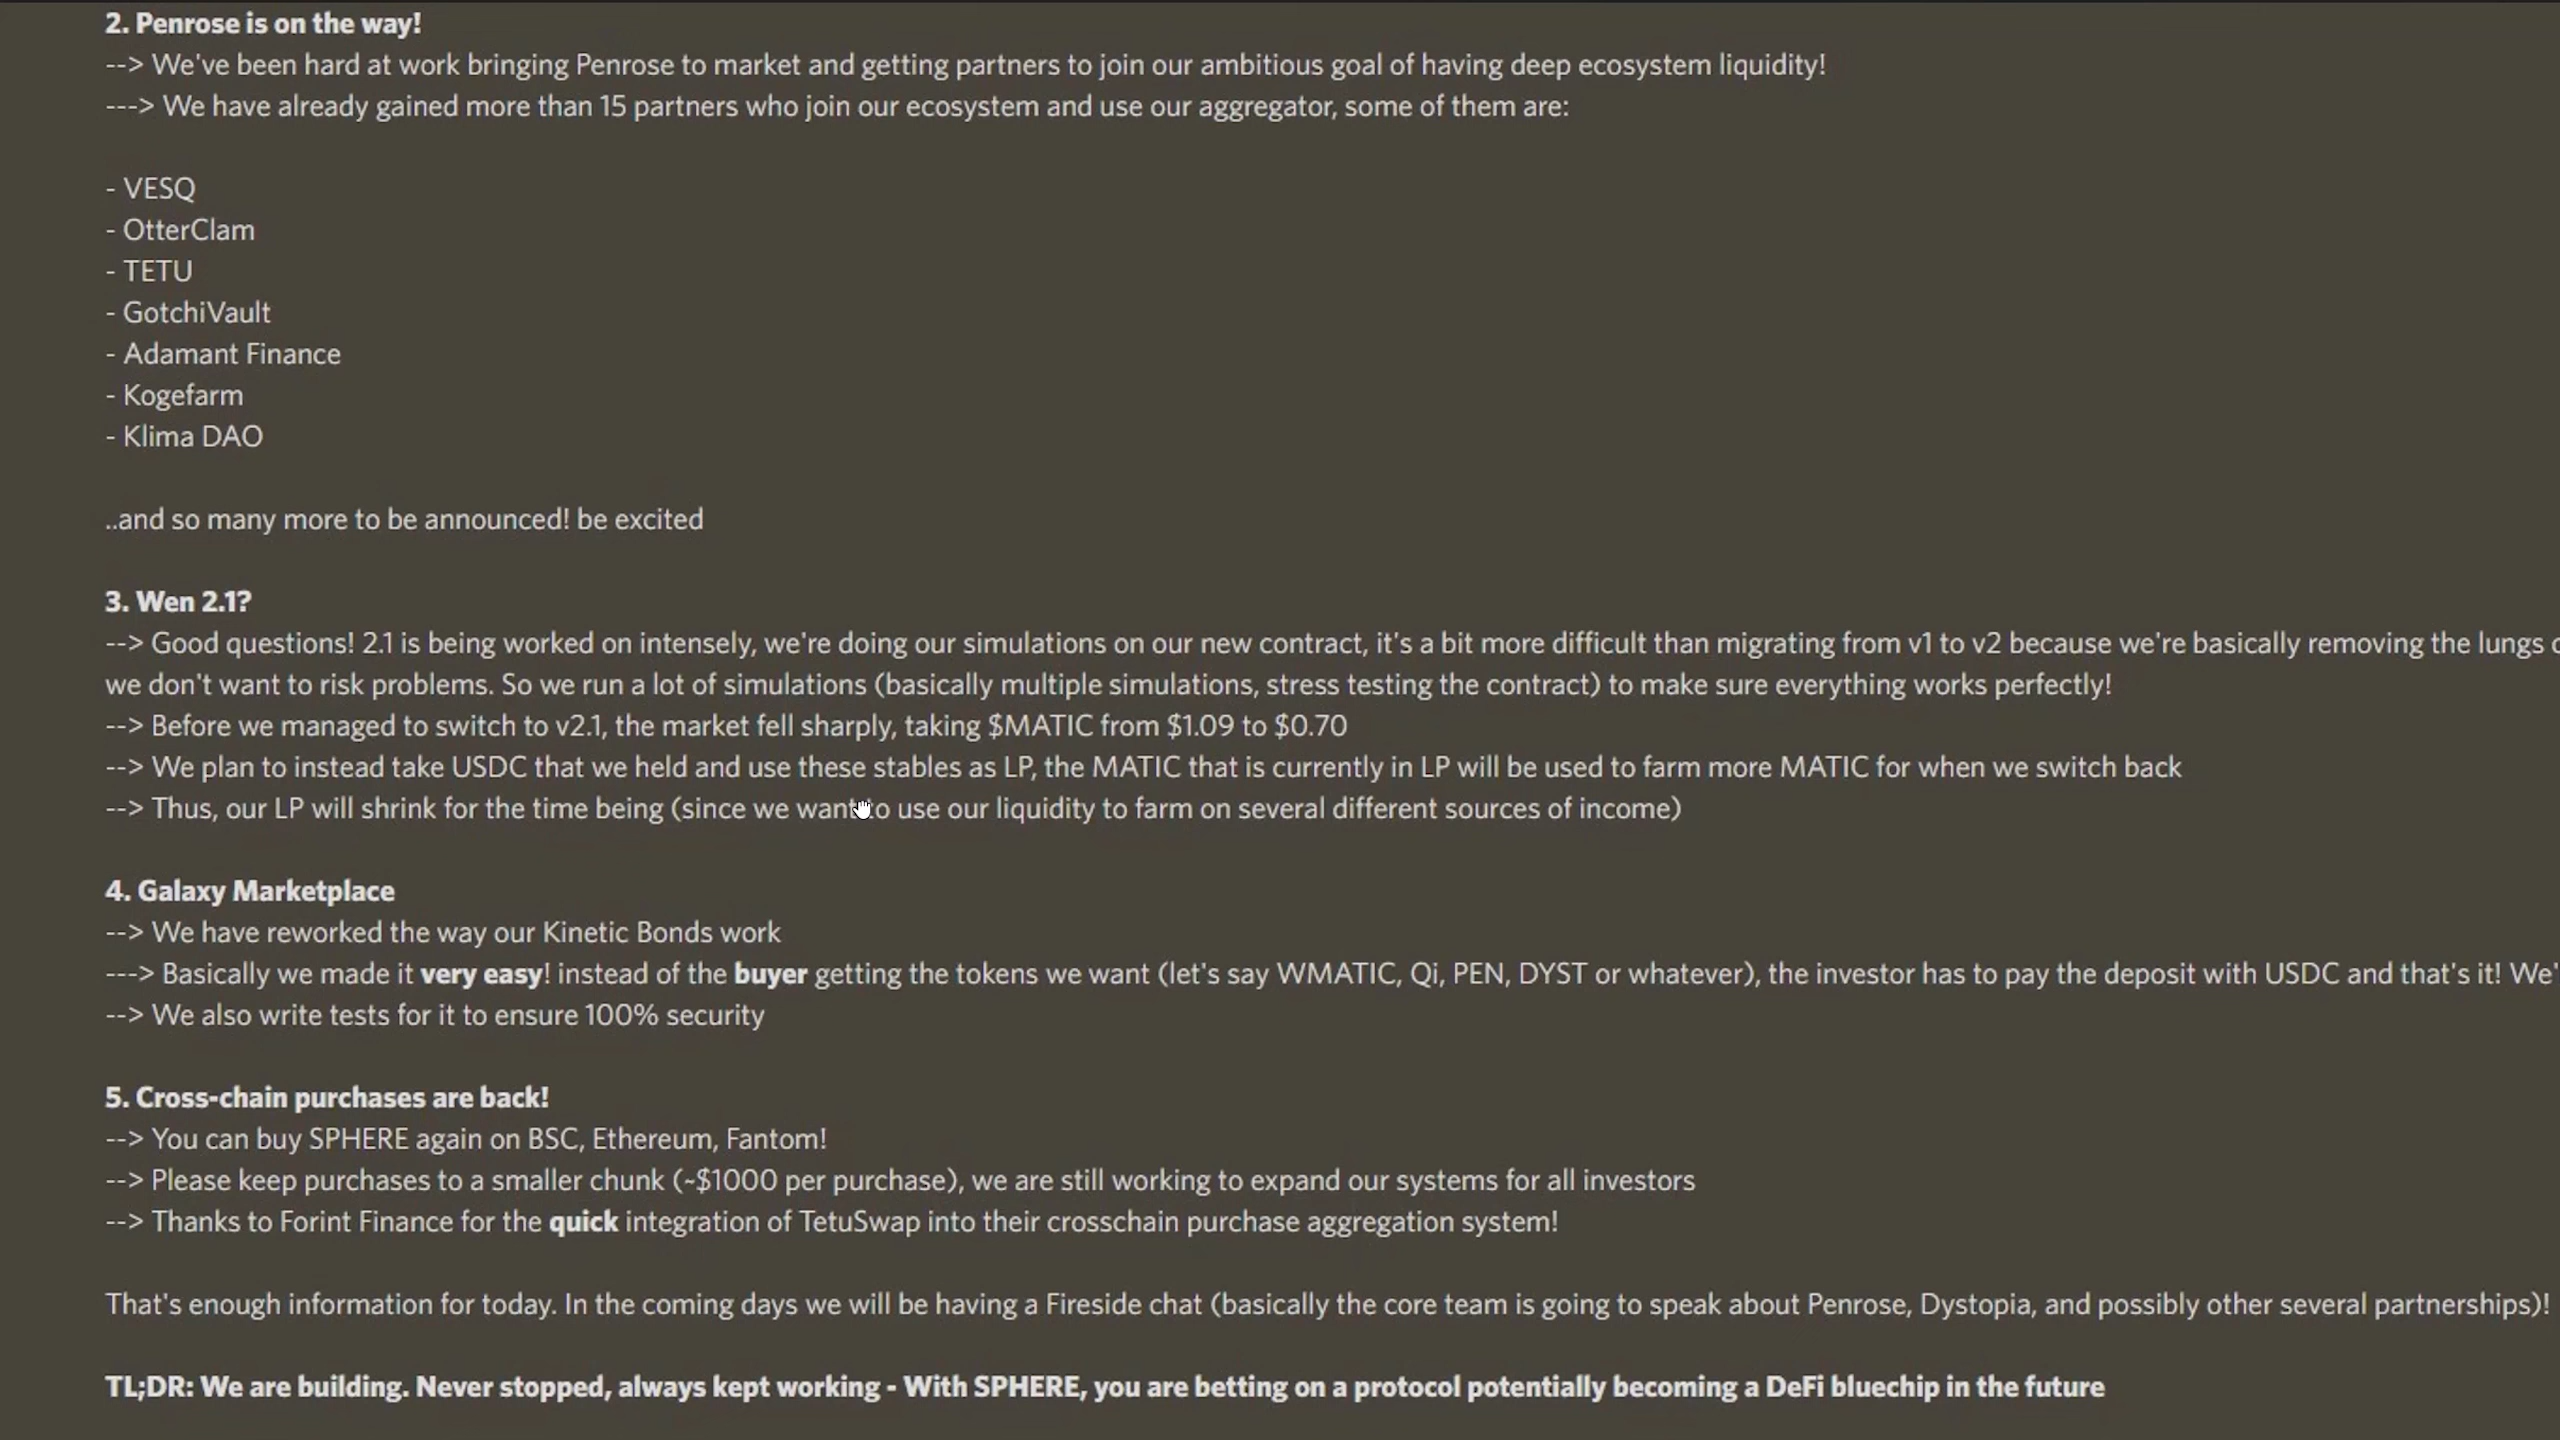 2. Penrose is on the way!
--> We've been hard at work bringing Penrose to market and getting partners to join our ambitious goal of having deep ecosystem liquidity!
---> We have already gained more than 15 partners who join our ecosystem and use our aggregator, some of them are:
- VESQ
- OtterClam
- TETU
- GotchiVault
- Adamant Finance
- Kogefarm
- Klima DAO
..and so many more to be announced! be excited
3. Wen 2.1?
--> Good questions! 2.1 is being worked on intensely, we're doing our simulations on our new contract, it's a bit more difficult than migrating from v1 to v2 because we're basically removing the lungs
we don't want to risk problems. So we run a lot of simulations (basically multiple simulations, stress testing the contract) to make sure everything works perfectly!
--> Before we managed to switch to v2.1, the market fell sharply, taking $MATIC from $1.09 to $0.70
--> We plan to instead take USDC that we held and use these stables as LP, the MATIC that is currently in LP will be used to farm more MATIC for when we switch back
--> Thus, our LP will shrink for the time being (since we want to use our liquidity to farm on several different sources of income)
4. Galaxy Marketplace
--> We have reworked the way our Kinetic Bonds work
---> Basically we made it very easy! instead of the buyer getting the tokens we want (let's say WMATIC, Qi, PEN, DYST or whatever), the investor has to pay the deposit with USDC and that's it! We'
--> We also write tests for it to ensure 100% security
5. Cross-chain purchases are back!
--> You can buy SPHERE again on BSC, Ethereum, Fantom!
--> Please keep purchases to a smaller chunk (~$1000 per purchase), we are still working to expand our systems for all investors
--> Thanks to Forint Finance for the quick integration of TetuSwap into their crosschain purchase aggregation system!
That's enough information for today. In the coming days we will be having a Fireside chat (basically the core team is going to speak about Penrose, Dystopia, and possibly other several partnerships)!
TL;DR: We are building. Never stopped, always kept working - With SPHERE, you are betting on a protocol potentially becoming a DeFi bluechip in the future